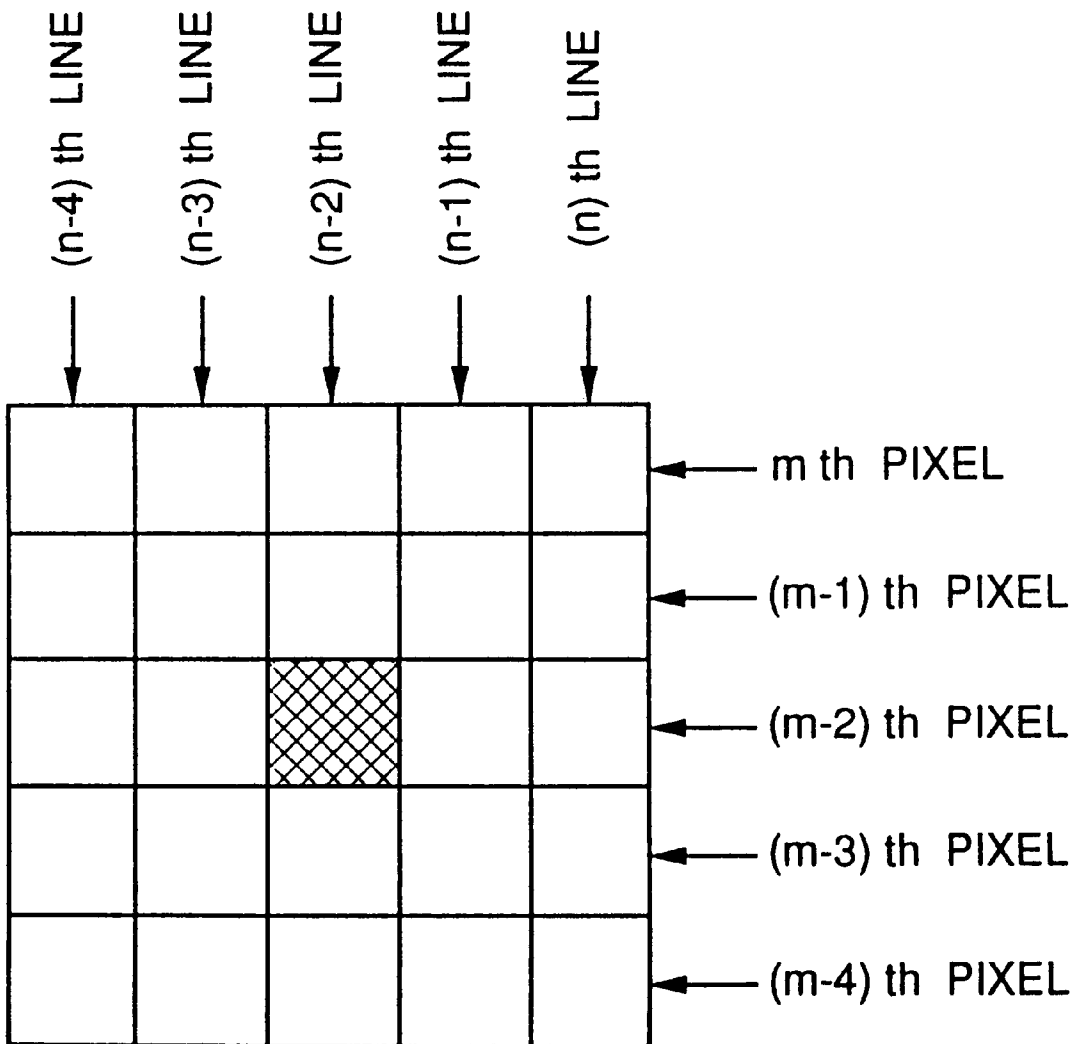 (n-4) th LINE
(n-3) th LINE
(n-2) th LINE
(n-1) th LINE
(n) th LINE
m th PIXEL
(m-1) th PIXEL
(m-2) th PIXEL
(m-3) th PIXEL
(m-4) th PIXEL